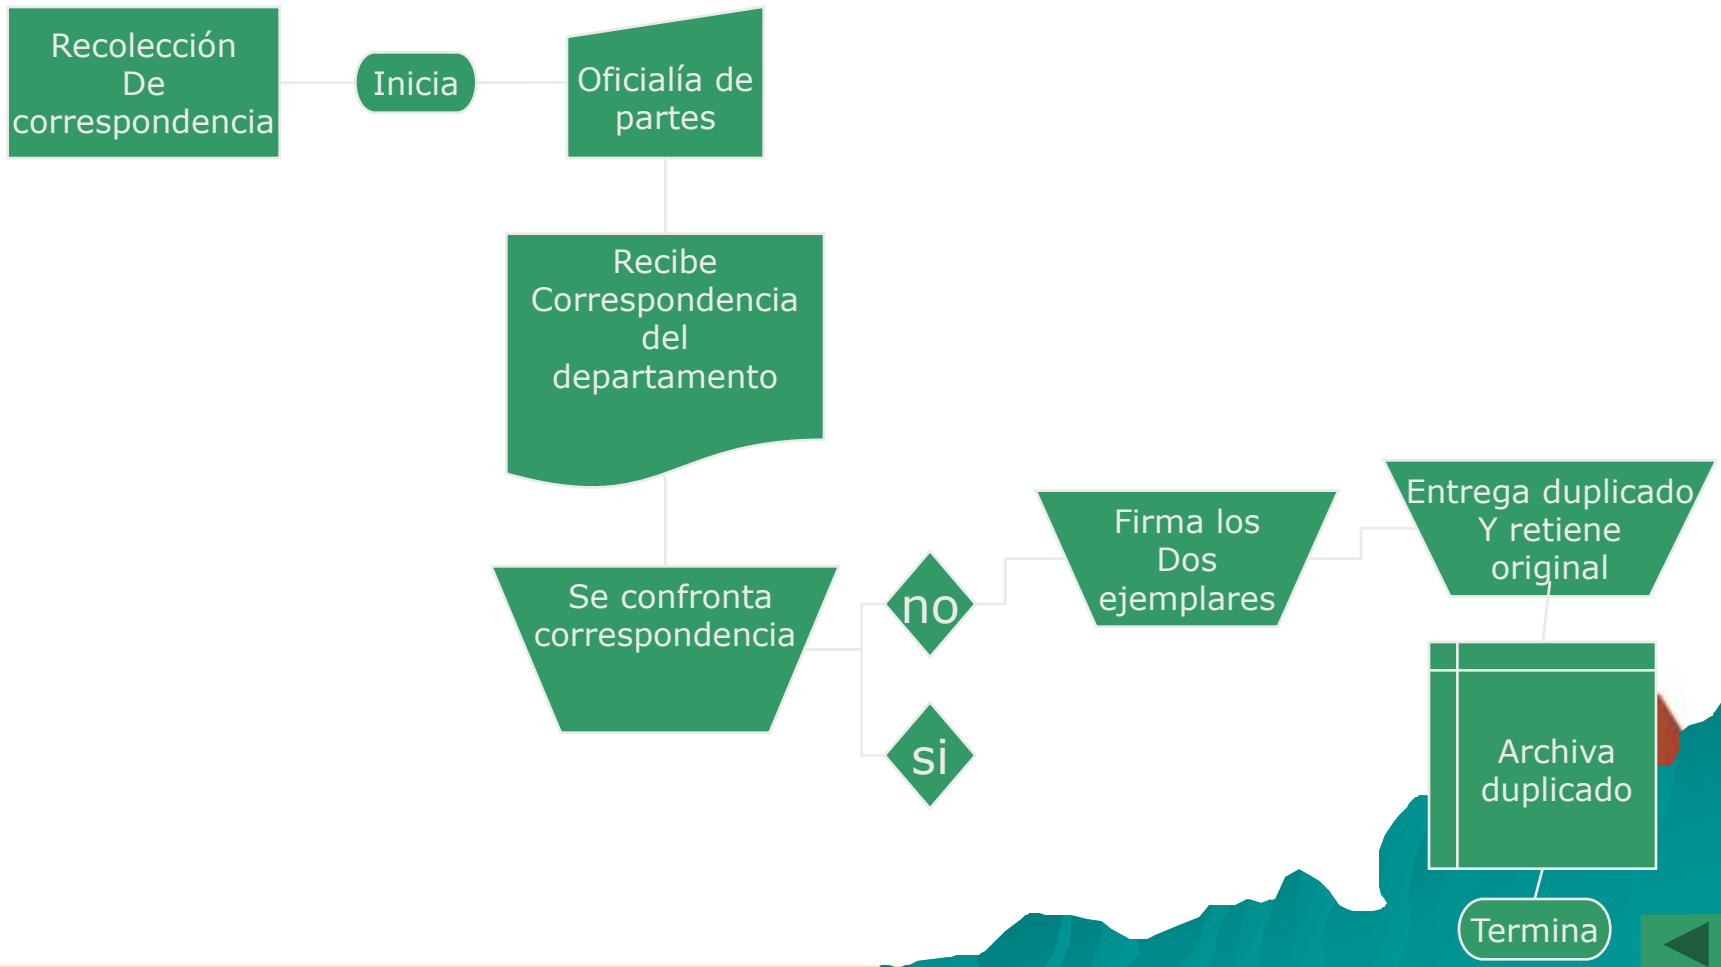 Recolección
De
correspondencia
Inicia
Oficialía de
partes
Recibe
Correspondencia
del
departamento
Se confronta
correspondencia
no
si
Firma los
Dos
ejemplares
Entrega duplicado
Y retiene
original
Archiva
duplicado
Termina